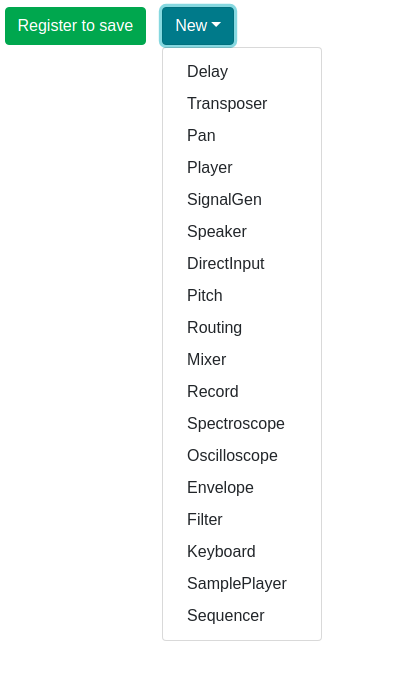 Register to save
New
Delay
Transposer
Pan
Player
SignalGen
Speaker
DirectInput
Pitch
Routing
Mixer
Record
Spectroscope
Oscilloscope
Envelope
Filter
Keyboard
SamplePlayer
Sequencer